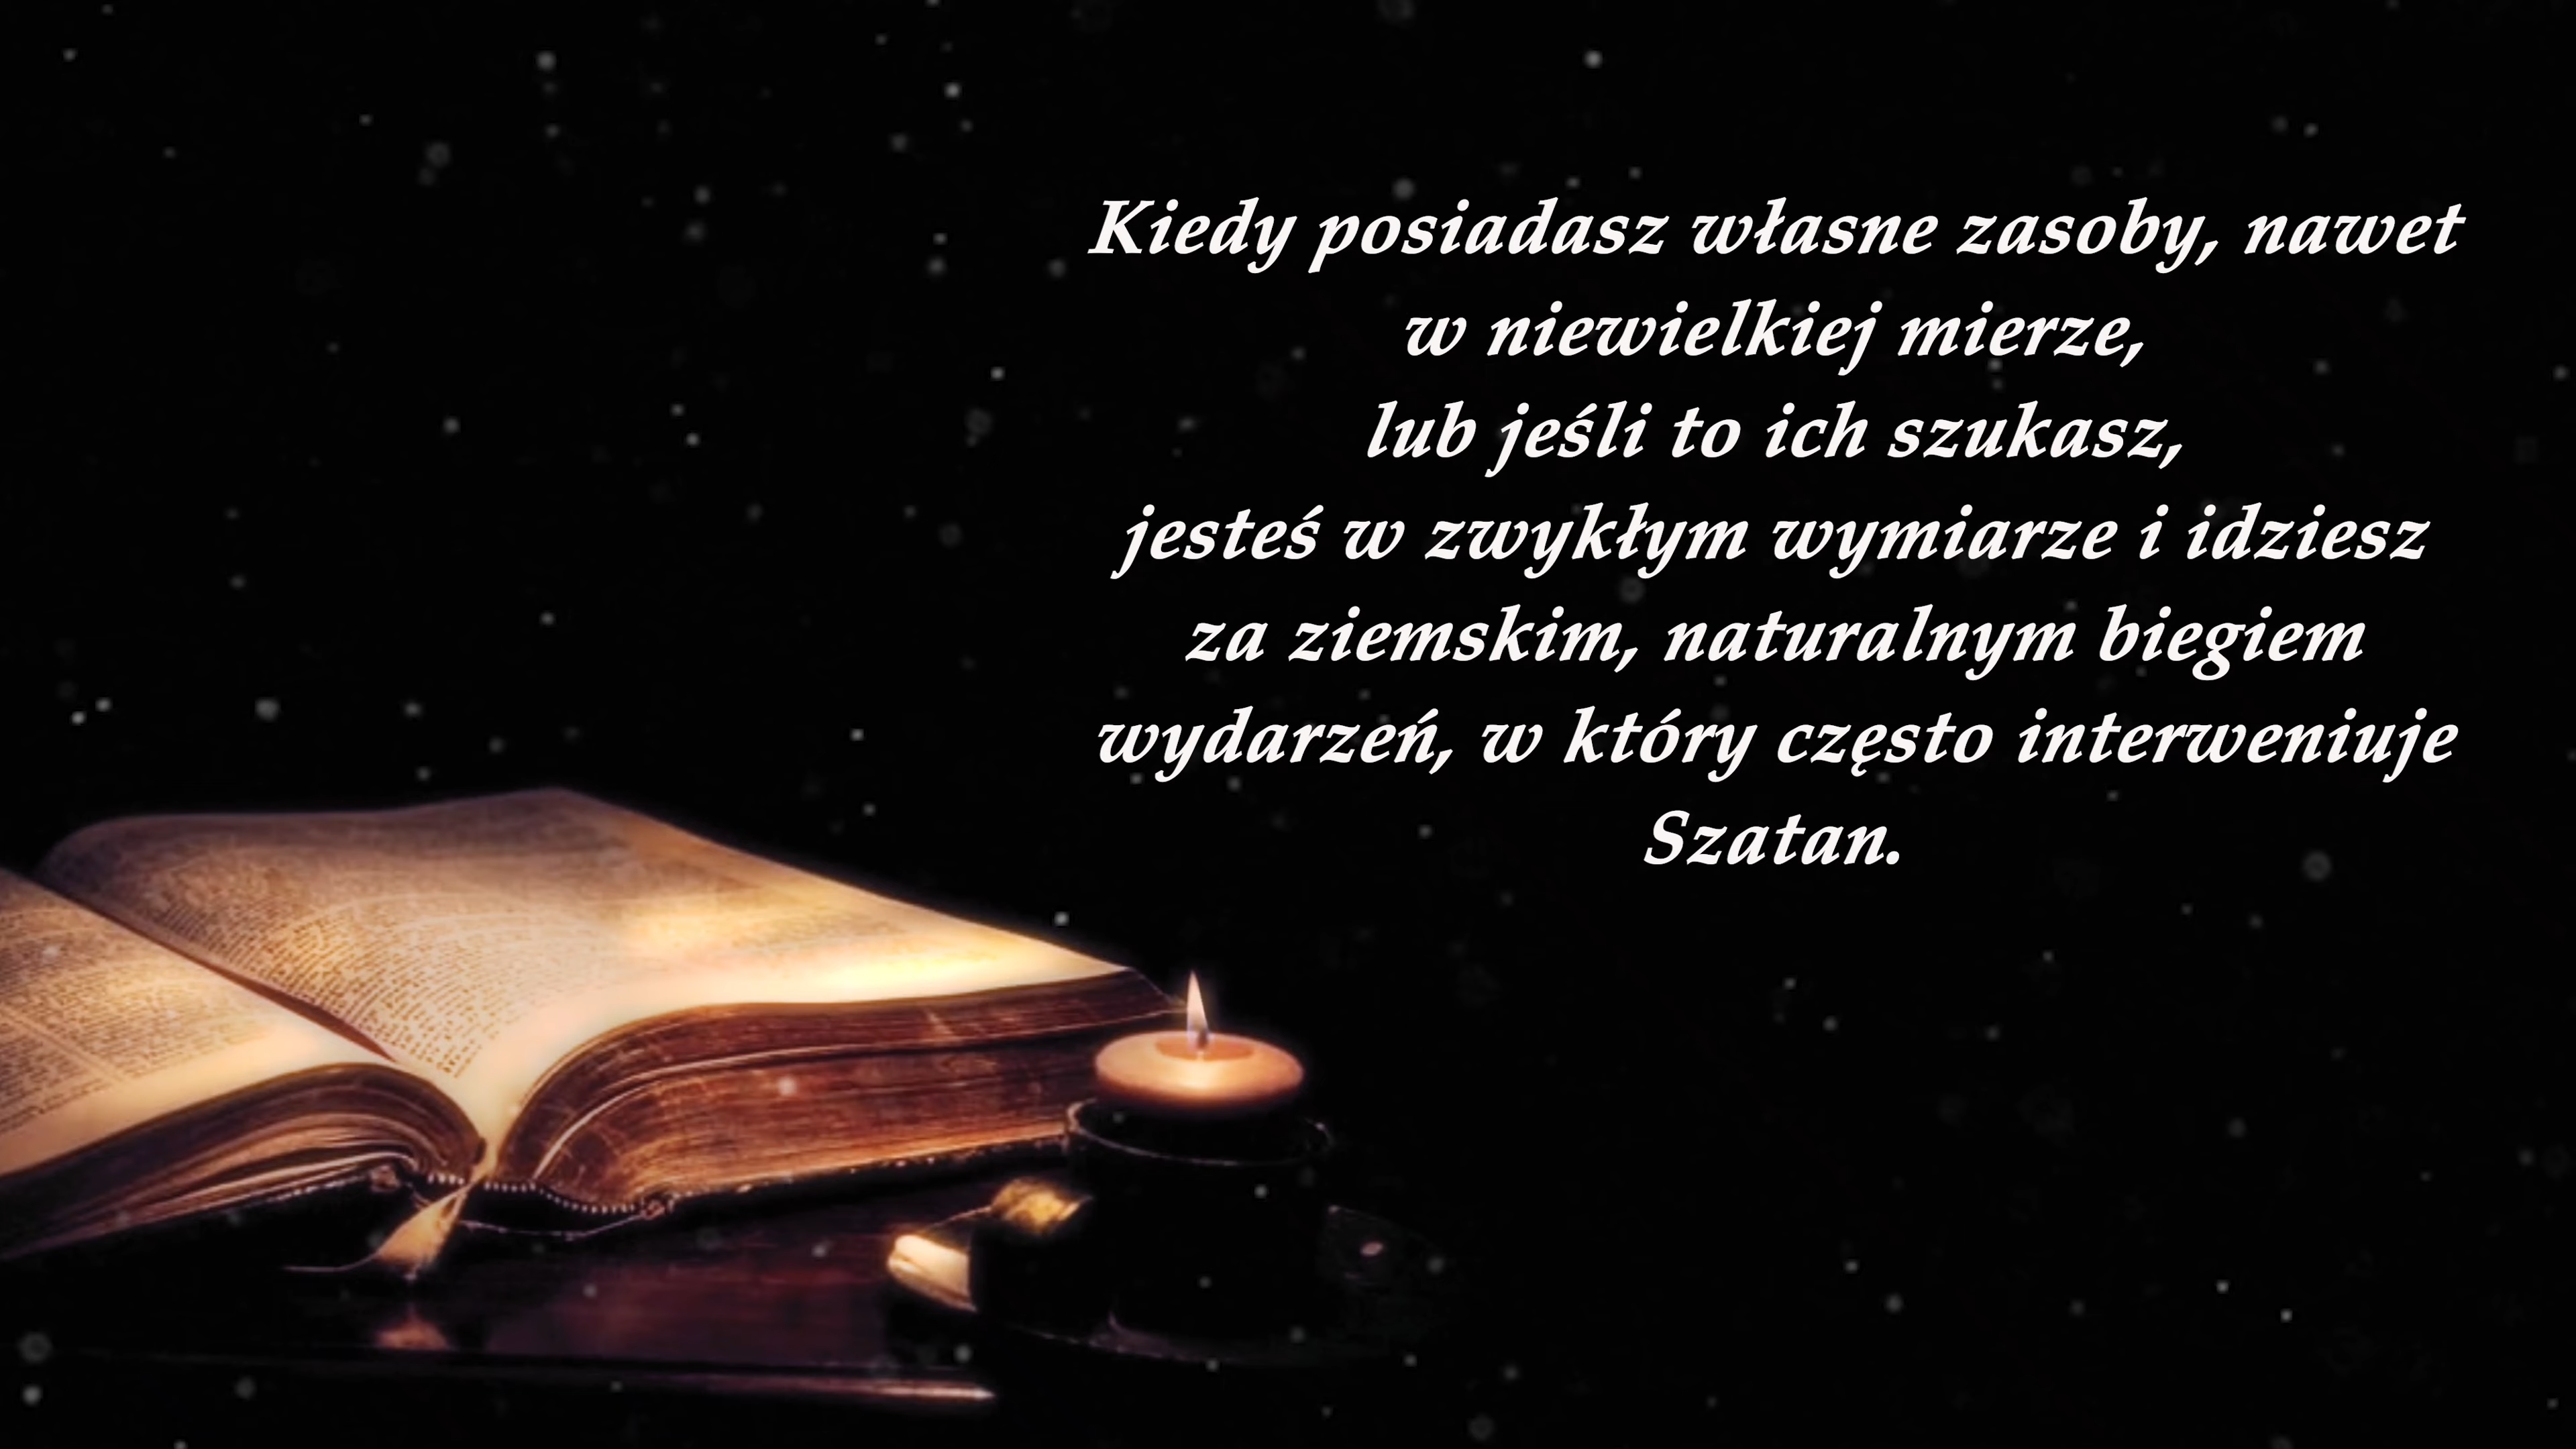 Kiedy posiadasz własne zasoby, nawet
w niewielkiej mierze,
lub jeśli to ich szukasz,
jesteś w zwykłym wymiarze i idziesz
za ziemskim, naturalnym biegiem
wydarzeń, w który często interweniuje
Szatan.